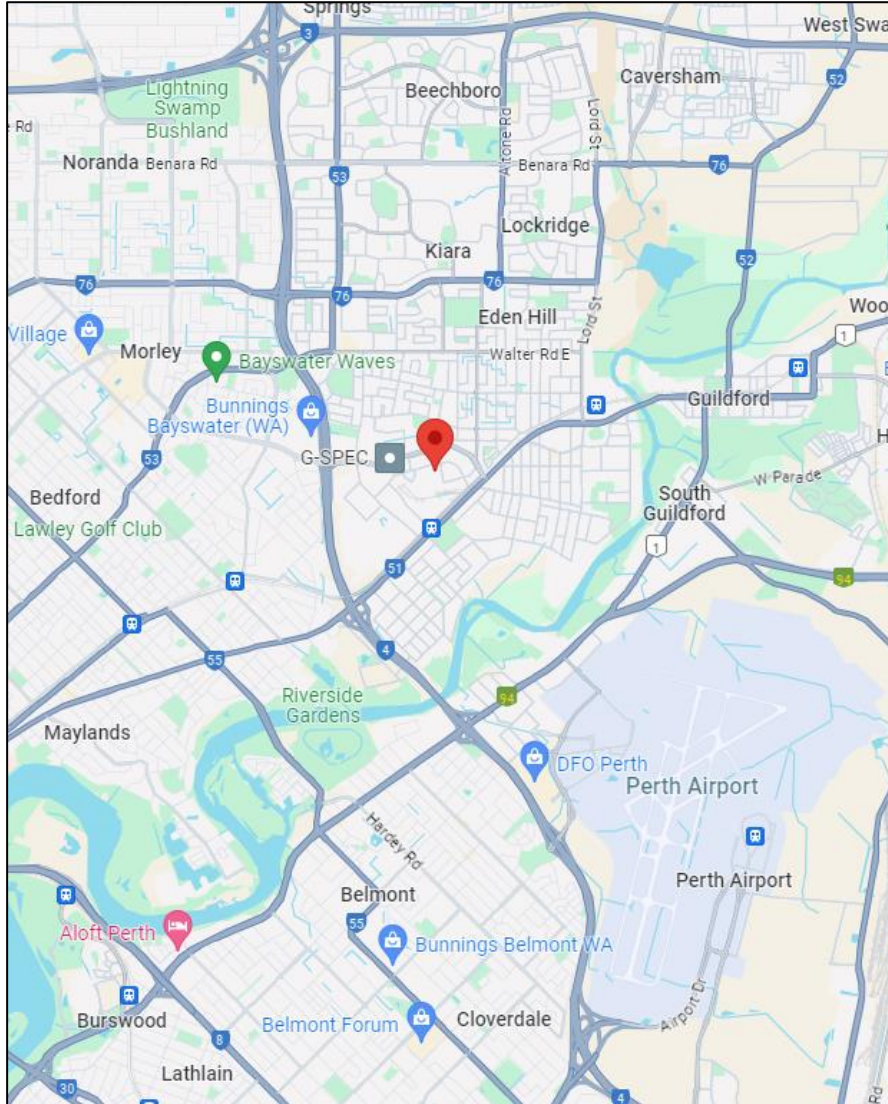 Springs
3
West Swa
52
Caversham
Lightning
Swamp
Bushland
Beechboro
Altone Rd
Lord St
e Rd
Noranda
Benara Rd
Benara Rd
76
53
Lockridge
Kiara
52
76
76
76
Eden Hill
Lord St
Woo
1
Village
Morley
Bayswater Waves
Walter Rd E
Bunnings
Bayswater (WA)
Guildford
G-SPEC
53
H
W Parade
Bedford
South
Guildford
Lawley Golf Club
1
51
94
4
55
Riverside
Gardens
94
Maylands
DFO Perth
Perth Airport
Hardey Rd
Perth Airport
Belmont
55
Aloft Perth
Bunnings Belmont WA
Airport Dr
Burswood
Belmont Forum
Cloverdale
8
Lathlain
30
4
Rd